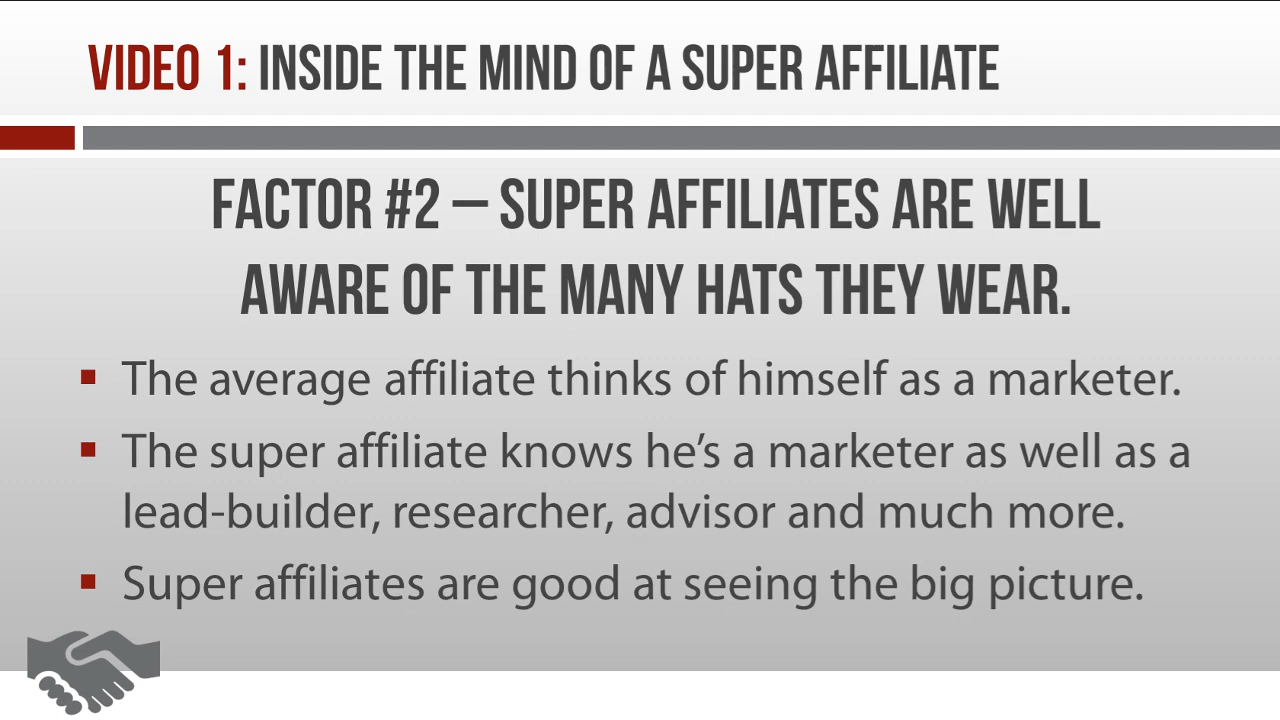 VIDEO 1: INSIDE THE MIND OF A SUPER AFFILIATE
FACTOR #2 – SUPER AFFILIATES ARE WELL
AWARE OF THE MANY HATS THEY WEAR.
▪ The average affiliate thinks of himself as a marketer.
▪ The super affiliate knows he’s a marketer as well as a
lead-builder, researcher, advisor and much more.
▪ Super affiliates are good at seeing the big picture.